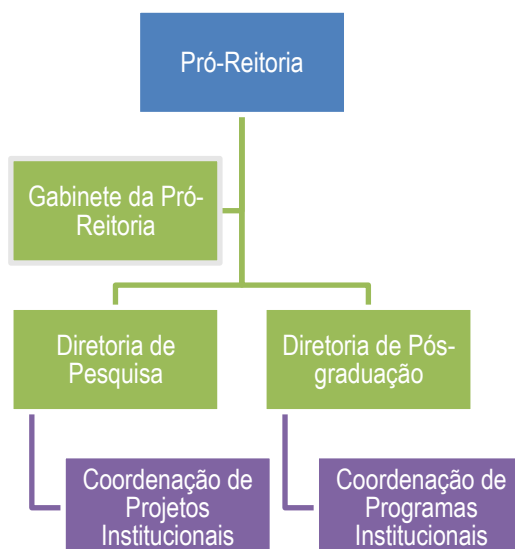 Pró-Reitoria
Gabinete da Pró-
Reitoria
Diretoria de
Pesquisa
Diretoria de Pós-
graduação
Coordenação de
Projetos
Institucionais
Coordenação de
Programas
Institucionais